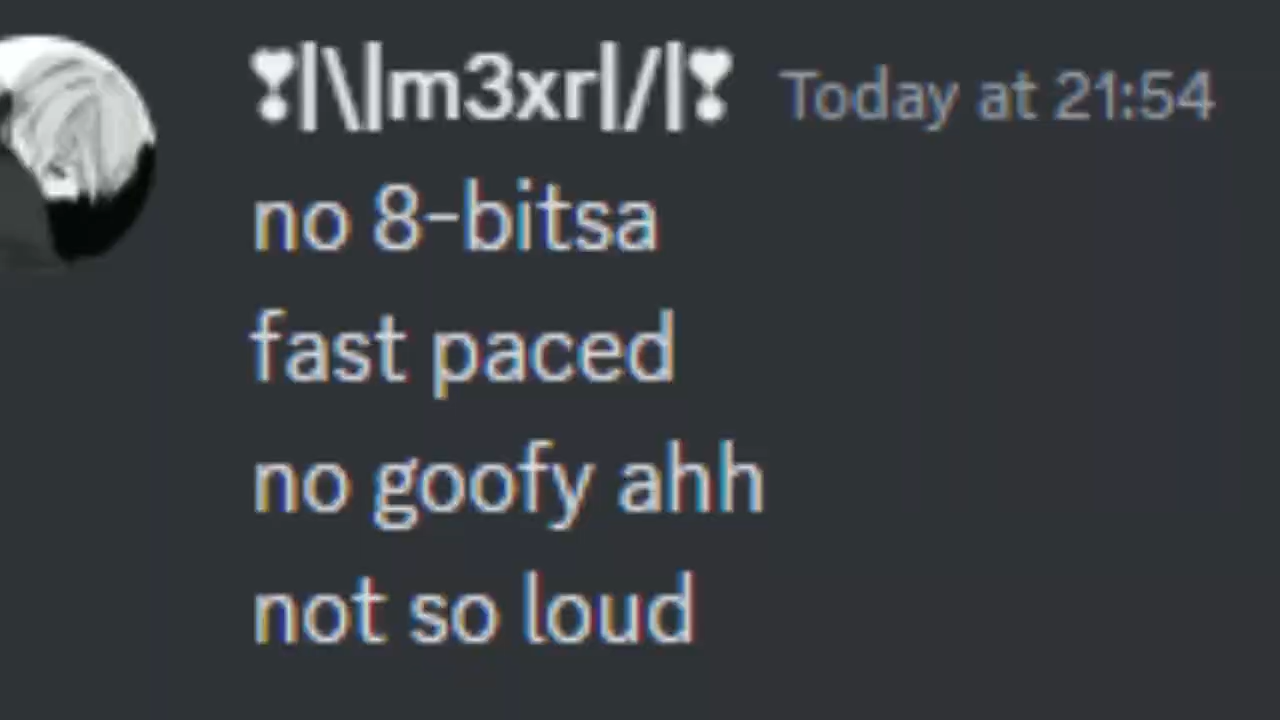 ❣|\|m3xr|/|❣ Today at 21:54
no 8-bitsa
fast paced
no goofy ahh
not so loud